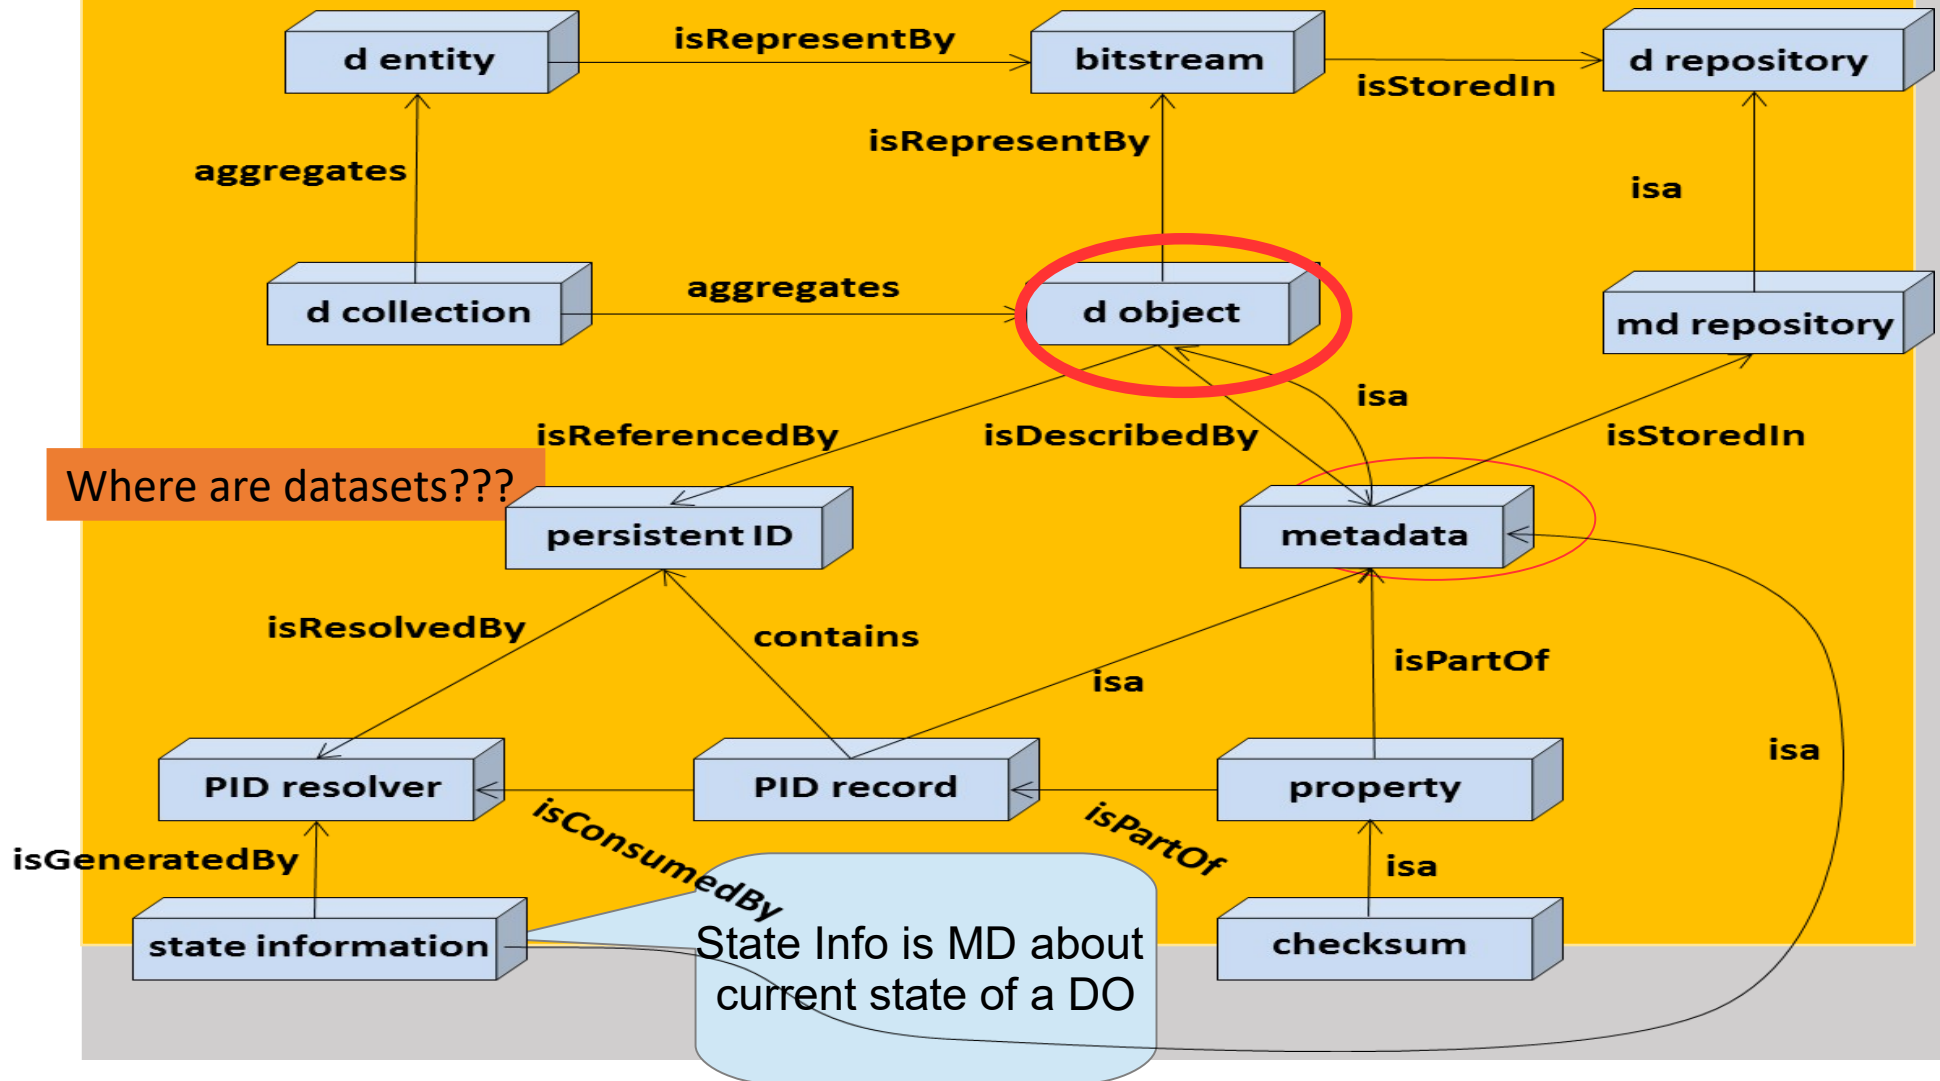 d entity
isRepresentBy
bitstream
isStoredIn
d repository
isRepresentBy
aggregates
isa
d collection
aggregates
d object
md repository
isa
isReferencedBy
isDescribedBy
isStoredIn
Where are datasets???
persistent ID
metadata
isResolvedBy
contains
isa
isPartOf
isa
PID resolver
PID record
property
isGeneratedBy
isConsumedBy
isPartOf
isa
state information
State Info is MD about
current state of a DO
checksum